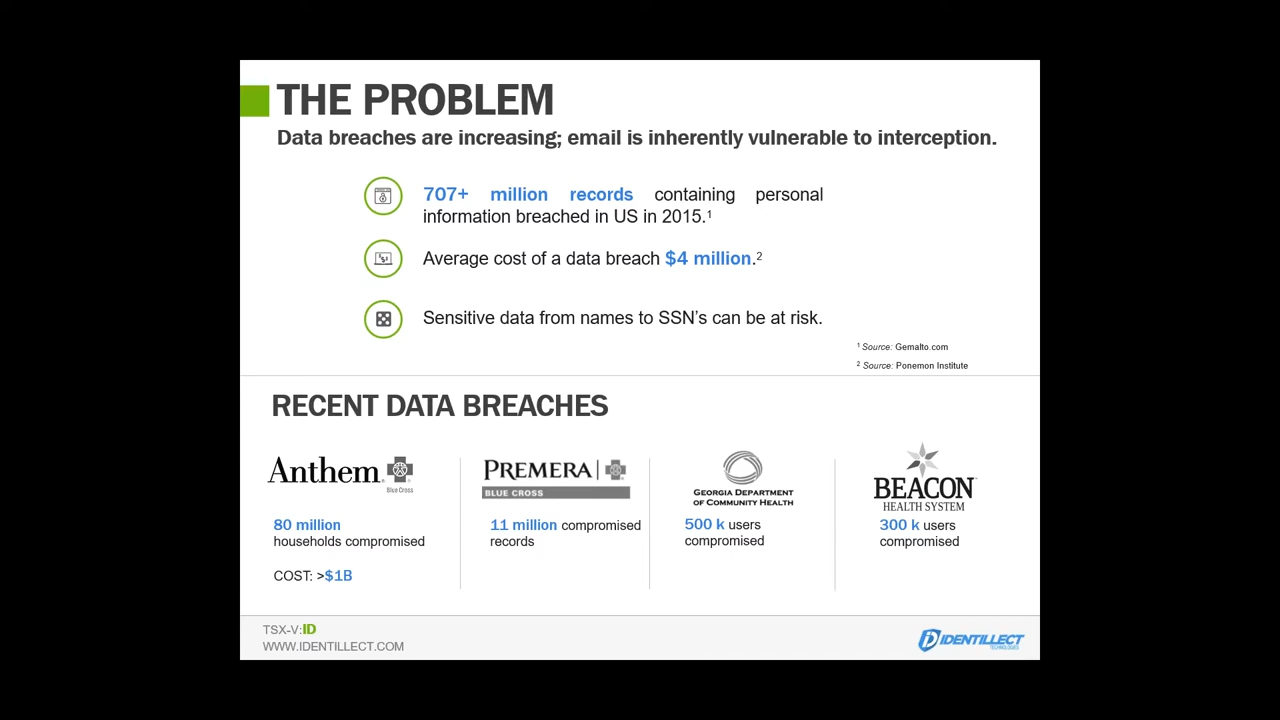 THE PROBLEM
Data breaches are increasing; email is inherently vulnerable to interception.
707+ million records containing personal
information breached in US in 2015.¹
Average cost of a data breach $4 million.²
Sensitive data from names to SSN’s can be at risk.
¹ Source: Gemalto.com
² Source: Ponemon Institute
RECENT DATA BREACHES
Anthem
Blue Cross
80 million
households compromised
COST: >$1B
PREMERA
BLUE CROSS
11 million compromised
records
GEORGIA DEPARTMENT
OF COMMUNITY HEALTH
500 k users
compromised
BEACON
HEALTH SYSTEM
300 k users
compromised
TSX-V:ID
WWW.IDENTILLECT.COM
IDENTILLECT
TECHNOLOGIES